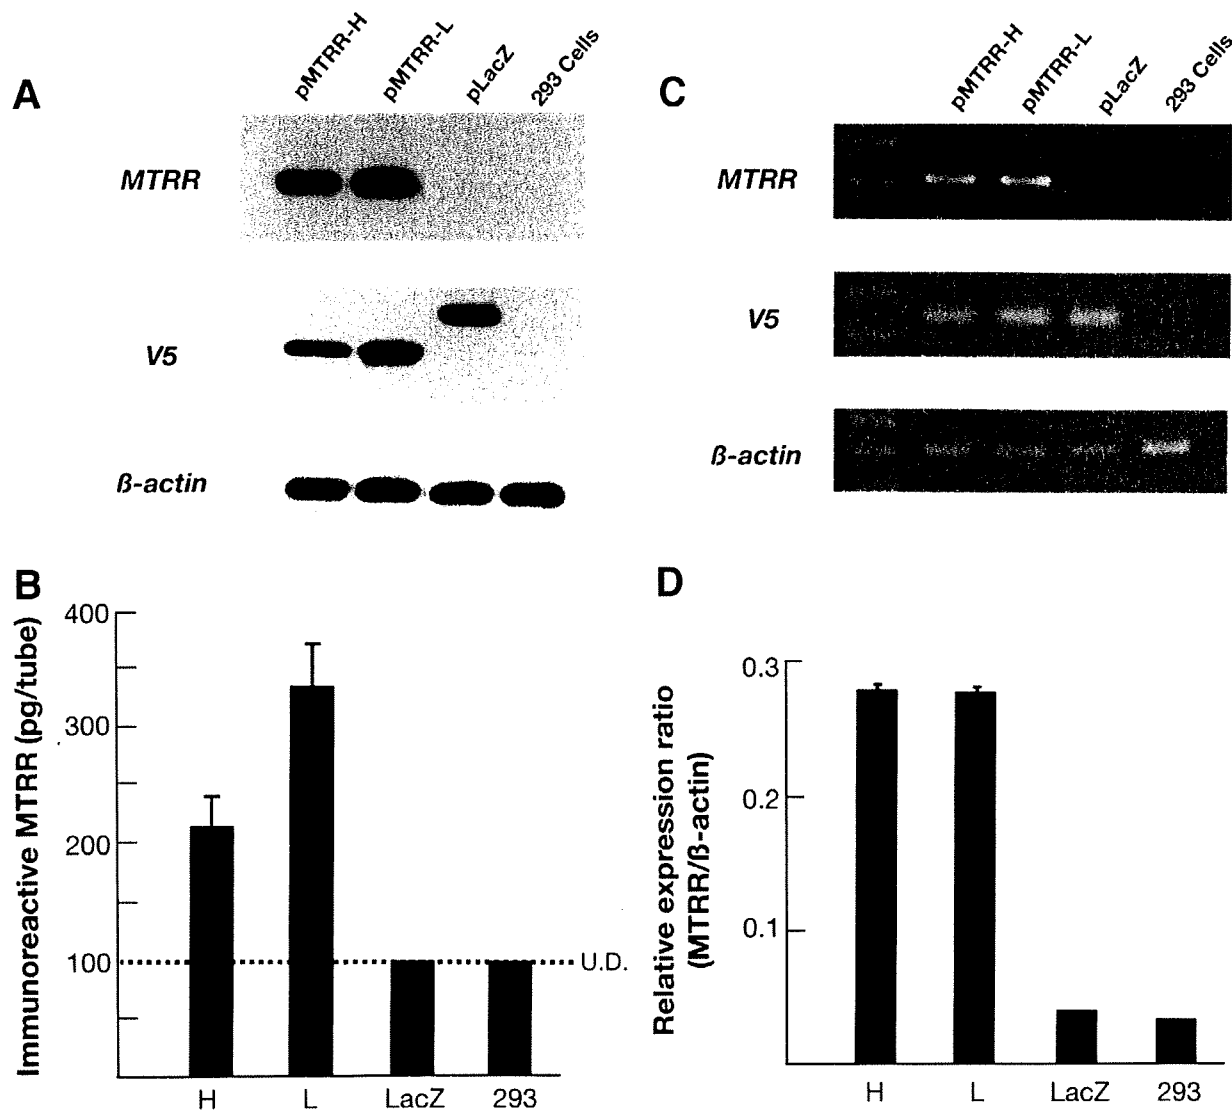 A
pMTRR-H
pMTRR-L
pLacZ
293 Cells
MTRR
V5
ß-actin
C
pMTRR-H
pMTRR-L
pLacZ
293 Cells
MTRR
V5
ß-actin
B
Immunoreactive MTRR (pg/tube)
400
300
200
100
U.D.
H L LacZ 293
D
Relative expression ratio
(MTRR/ß-actin)
0.3
0.2
0.1
H L LacZ 293